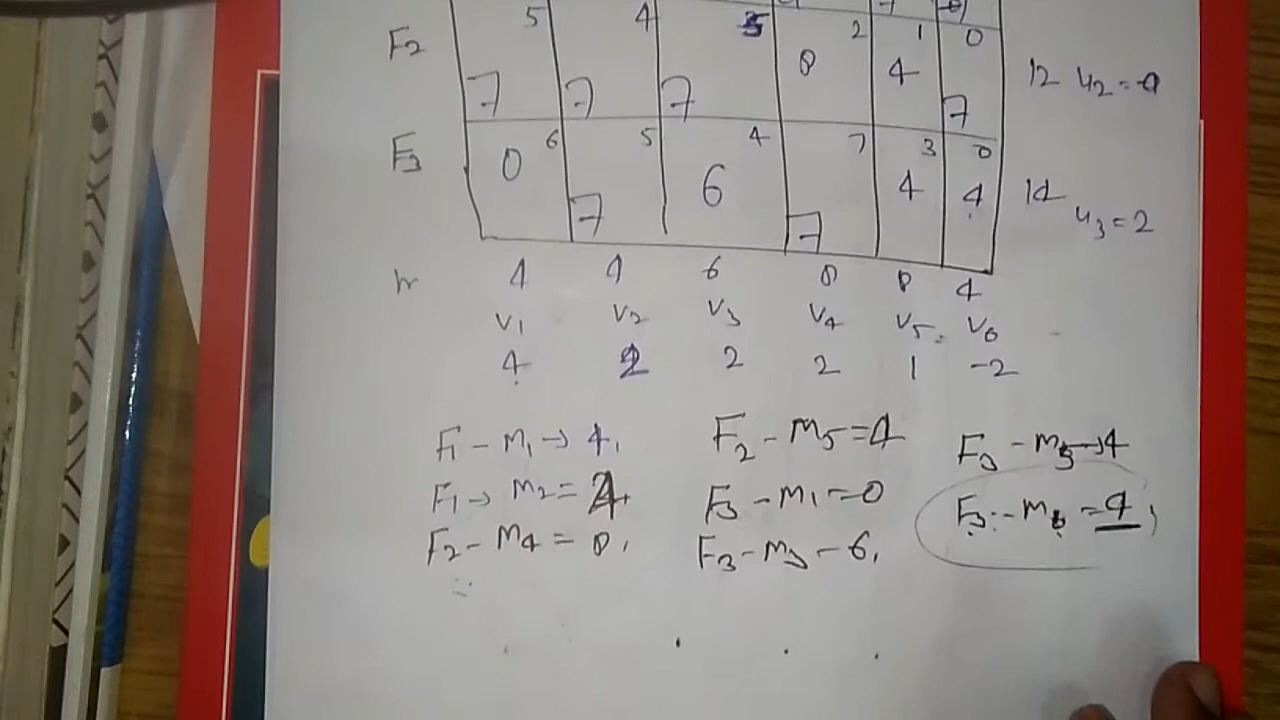 5 4 5 2 1 0
F2 8 4 12 u2=0
7 7 7 7
6 5 4 7 3 0
F3 0 6 4 4 14 u3=2
7 7
4 4 6 8 8 4
V1 V2 V3 V4 V5 V6
4 2 2 2 1 -2
F1 - M1 → 4, F2 - M5 = 4 F3 - M5 → 4
F1 → M2 = 4, F3 - M1 = 0 F3 - M6 = 4,
F2 - M4 = 8, F3 - M3 - 6,